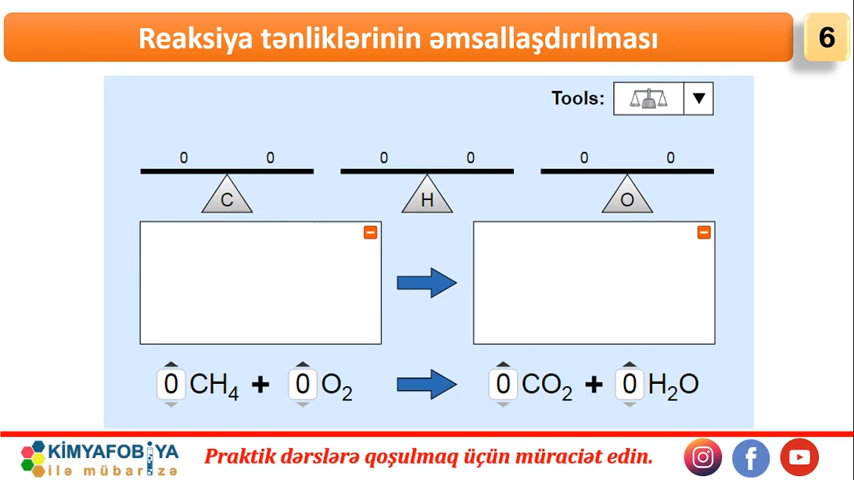 Reaksiya tənliklərinin əmsallaşdırılması
6
Tools:
0 0 0 0 0 0
C H O
0 CH₄ + 0 O₂ 0 CO₂ + 0 H₂O
KİMYAFOBİYA
ilə mübarizə
Praktik dərslərə qoşulmaq üçün müraciət edin.